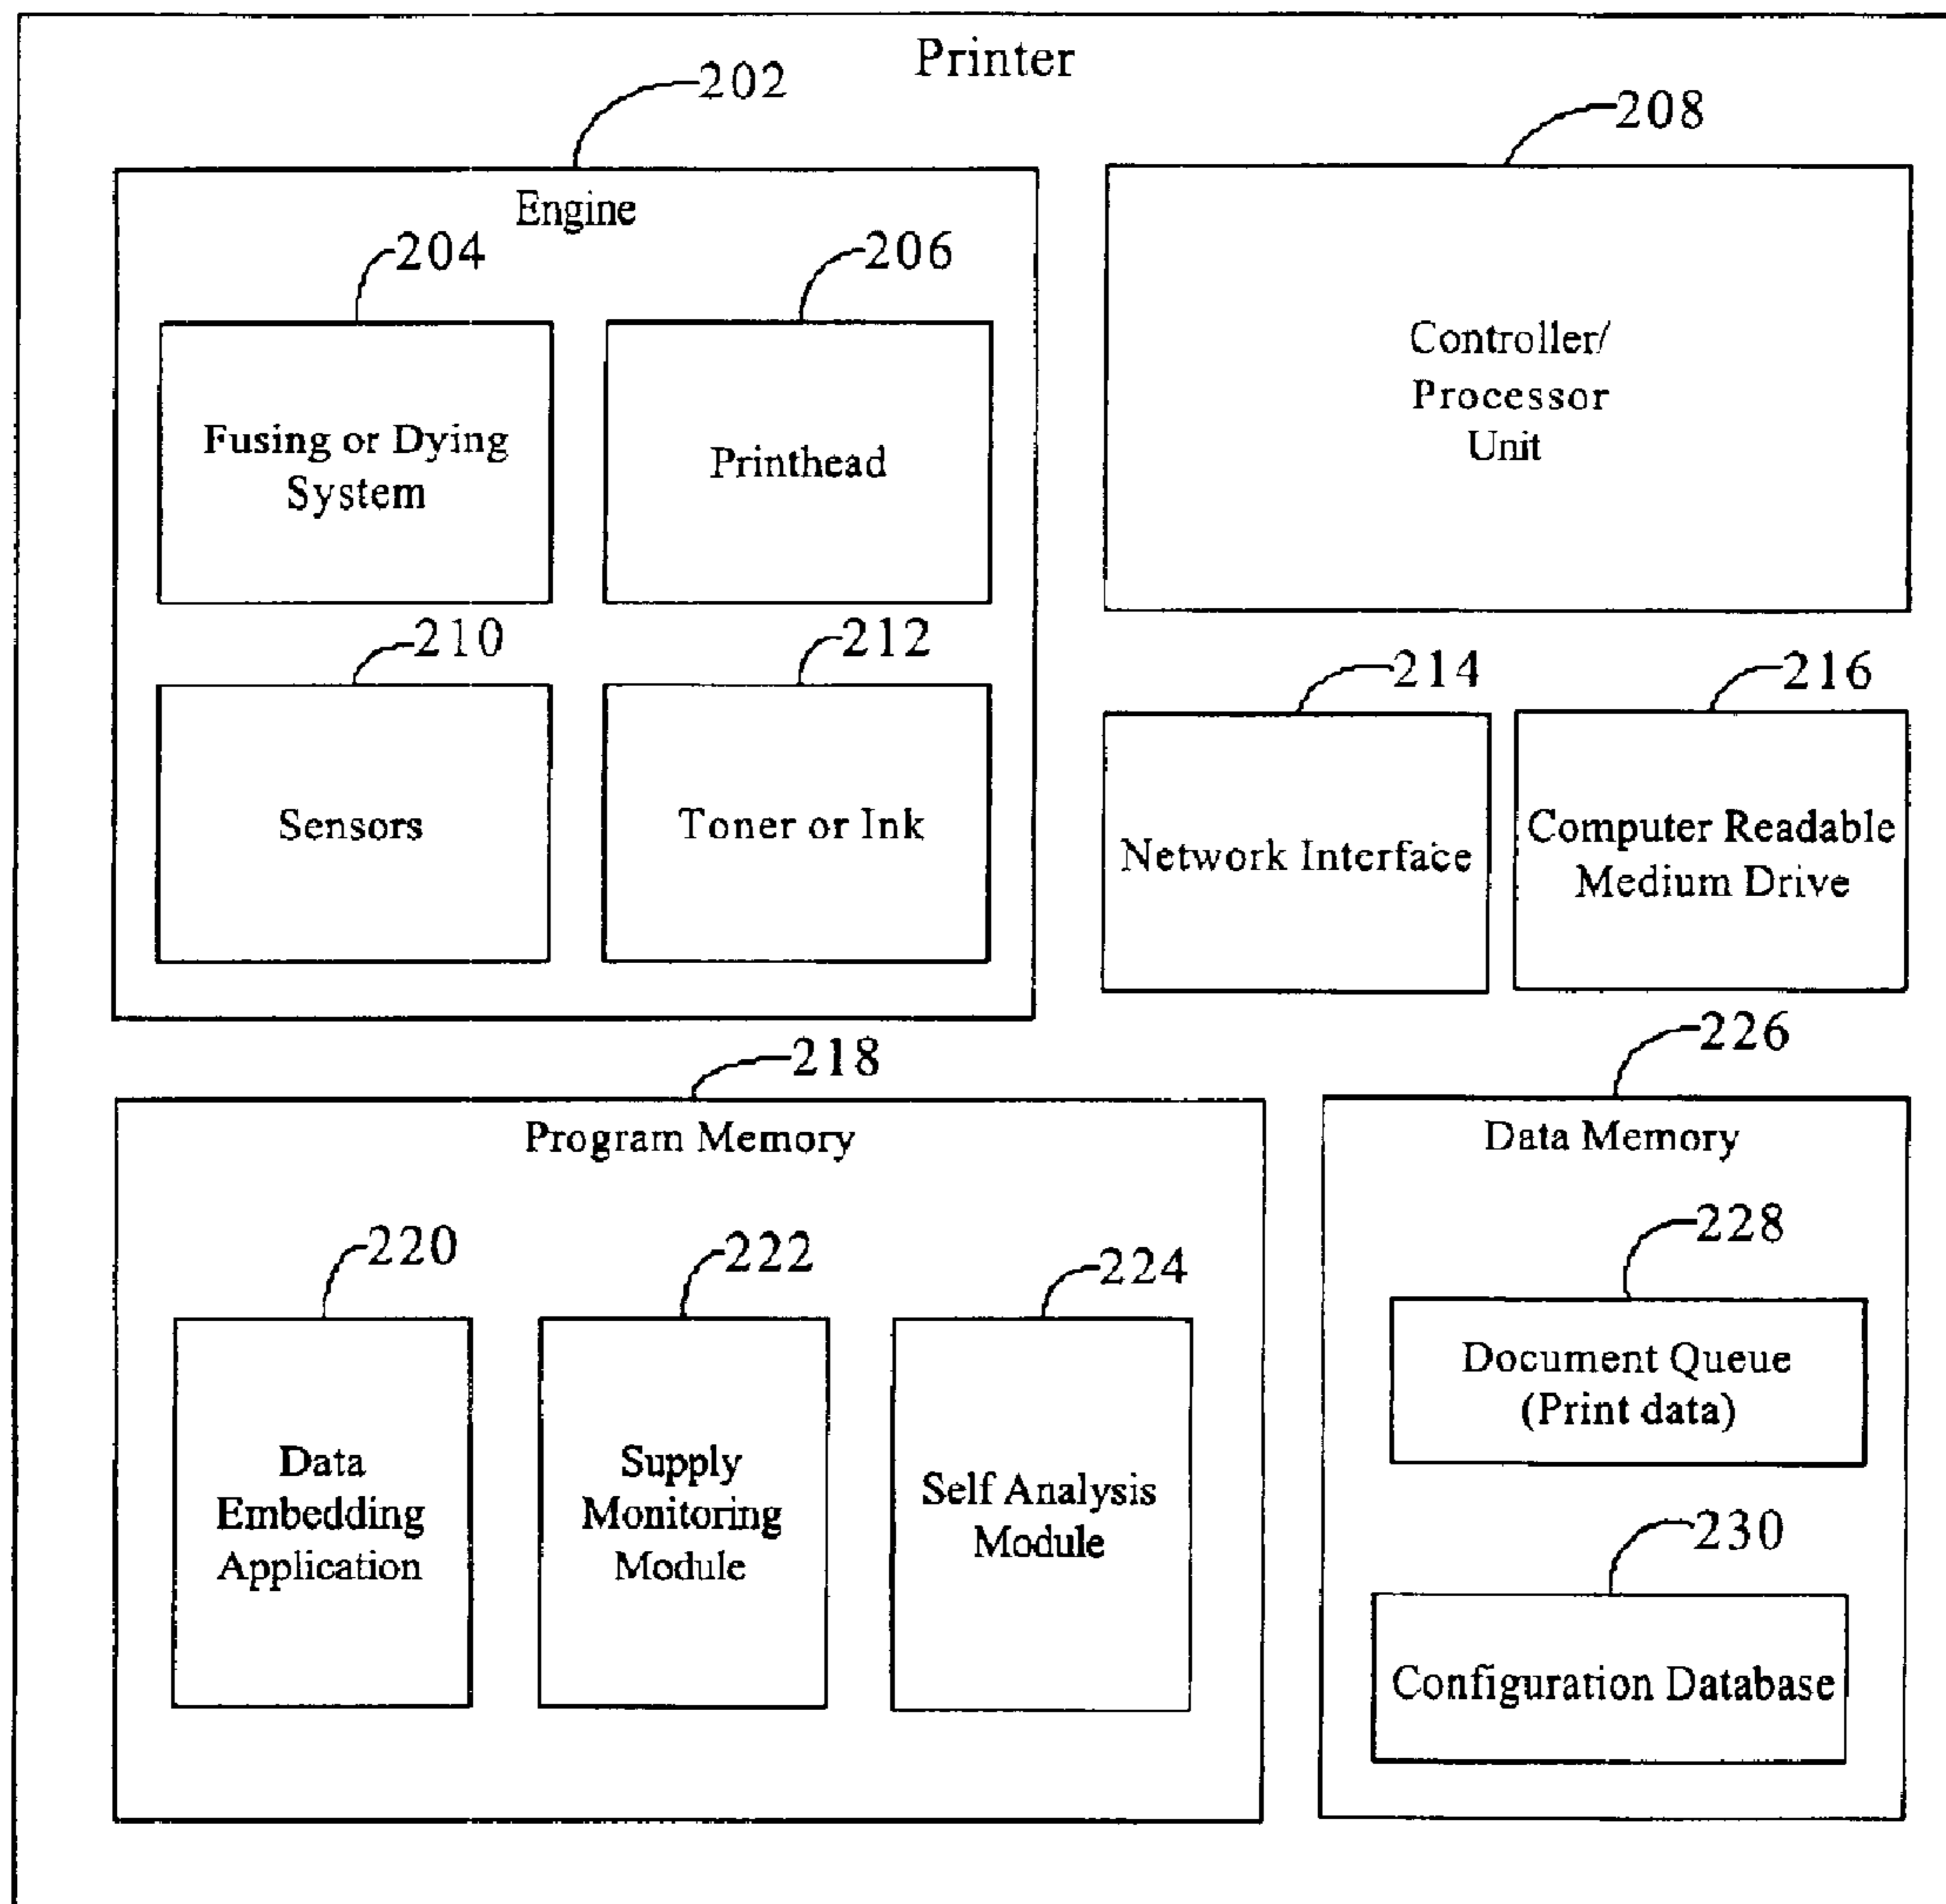 Printer
202
208
Engine
204
206
Fusing or Dying
System
Printhead
Controller/
Processor
Unit
210
212
214
216
Sensors
Toner or Ink
Network Interface
Computer Readable
Medium Drive
218
226
Program Memory
Data Memory
220
222
224
228
Data
Embedding
Application
Supply
Monitoring
Module
Self Analysis
Module
Document Queue
(Print data)
230
Configuration Database